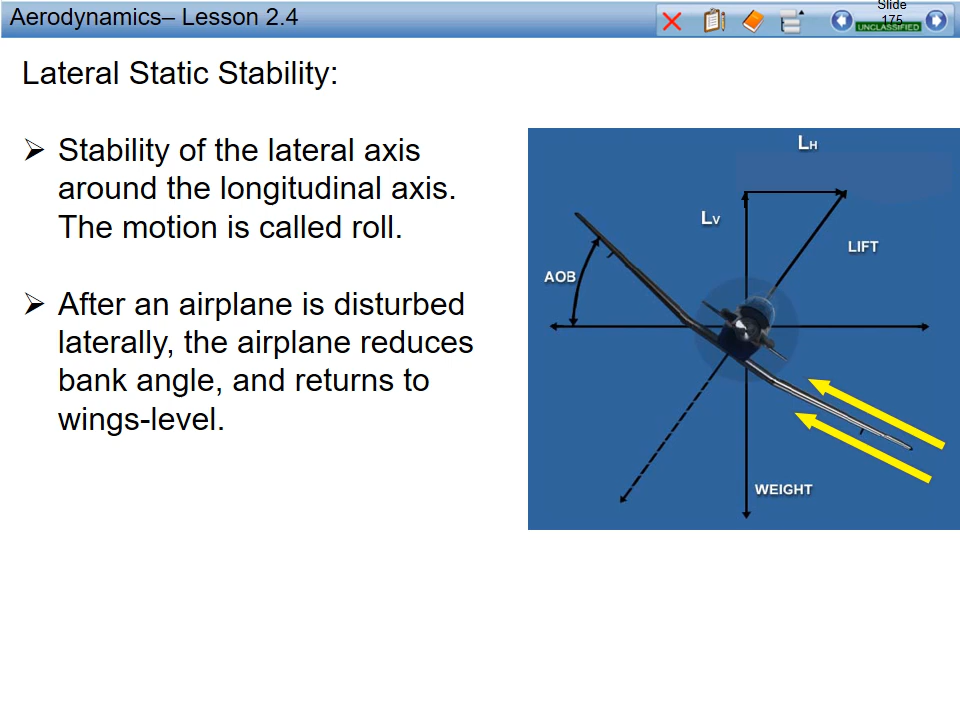 Aerodynamics– Lesson 2.4
Slide
175
UNCLASSIFIED
Lateral Static Stability:
➢ Stability of the lateral axis
around the longitudinal axis.
The motion is called roll.
➢ After an airplane is disturbed
laterally, the airplane reduces
bank angle, and returns to
wings-level.
LH
LV
LIFT
AOB
WEIGHT